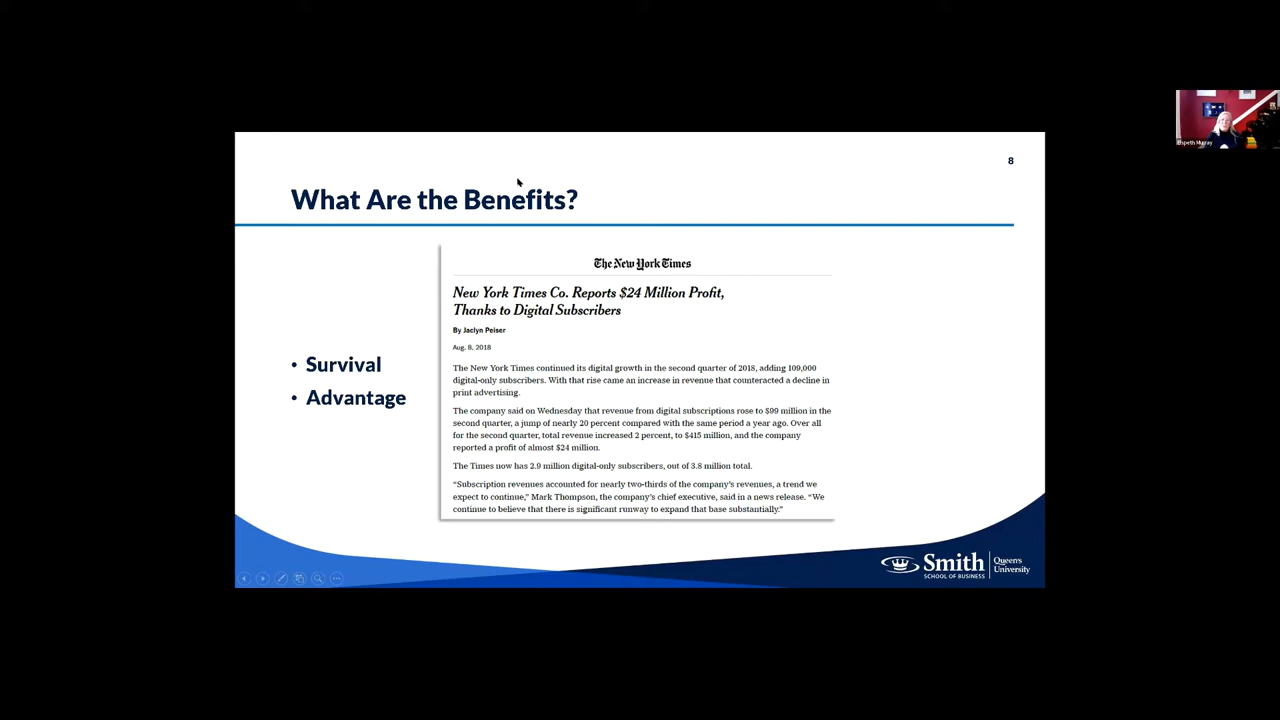 8
What Are the Benefits?
The New York Times
New York Times Co. Reports $24 Million Profit,
Thanks to Digital Subscribers
By Jaclyn Peiser
Aug. 8, 2018
• Survival
• Advantage
The New York Times continued its digital growth in the second quarter of 2018, adding 109,000
digital-only subscribers. With that rise came an increase in revenue that counteracted a decline in
print advertising.
The company said on Wednesday that revenue from digital subscriptions rose to $99 million in the
second quarter, a jump of nearly 20 percent compared with the same period a year ago. Over all
for the second quarter, total revenue increased 2 percent, to $415 million, and the company
reported a profit of almost $24 million.
The Times now has 2.9 million digital-only subscribers, out of 3.8 million total.
“Subscription revenues accounted for nearly two-thirds of the company’s revenues, a trend we
expect to continue,” Mark Thompson, the company’s chief executive, said in a news release. “We
continue to believe that there is significant runway to expand that base substantially.”
Smith
SCHOOL OF BUSINESS
Queen's
University
Murray